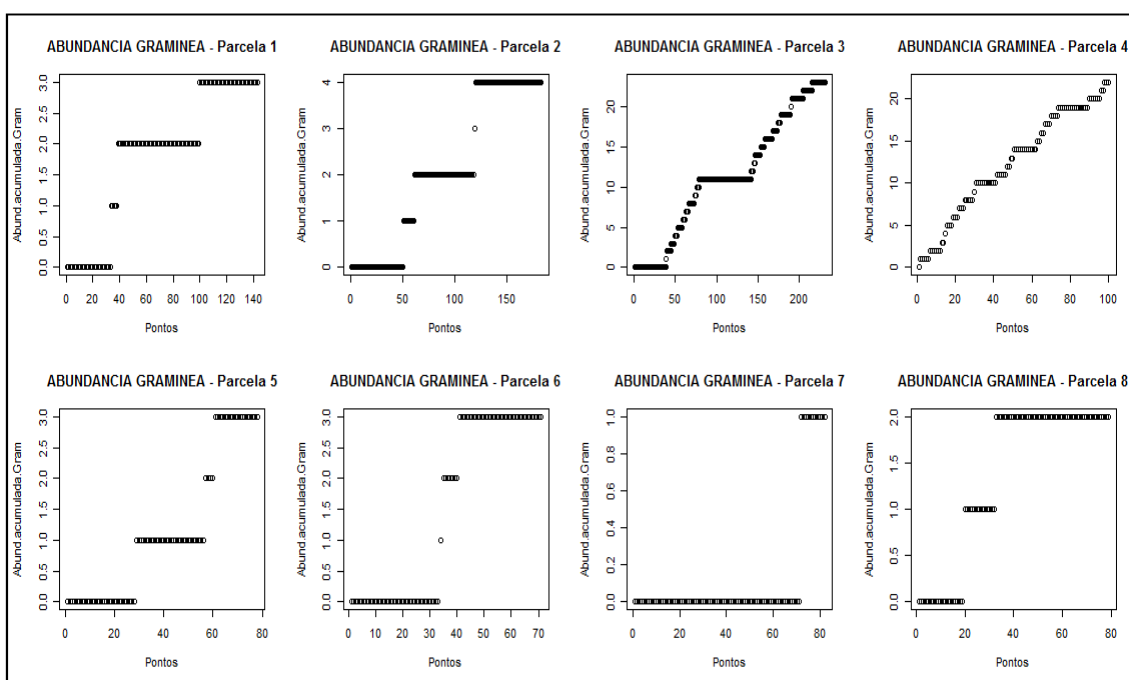 ABUNDANCIA GRAMINEA - Parcela 1
Abund.acumulada.Gram
0.0 0.5 1.0 1.5 2.0 2.5 3.0
0 20 40 60 80 100 140
Pontos
ABUNDANCIA GRAMINEA - Parcela 2
Abund.acumulada.Gram
0 1 2 3 4
0 50 100 150
Pontos
ABUNDANCIA GRAMINEA - Parcela 3
Abund.acumulada.Gram
0 5 10 15 20
0 50 100 150 200
Pontos
ABUNDANCIA GRAMINEA - Parcela 4
Abund.acumulada.Gram
0 5 10 15 20
0 20 40 60 80 100
Pontos
ABUNDANCIA GRAMINEA - Parcela 5
Abund.acumulada.Gram
0.0 0.5 1.0 1.5 2.0 2.5 3.0
0 20 40 60 80
Pontos
ABUNDANCIA GRAMINEA - Parcela 6
Abund.acumulada.Gram
0.0 0.5 1.0 1.5 2.0 2.5 3.0
0 10 20 30 40 50 60 70
Pontos
ABUNDANCIA GRAMINEA - Parcela 7
Abund.acumulada.Gram
0.0 0.2 0.4 0.6 0.8 1.0
0 20 40 60 80
Pontos
ABUNDANCIA GRAMINEA - Parcela 8
Abund.acumulada.Gram
0.0 0.5 1.0 1.5 2.0
0 20 40 60 80
Pontos